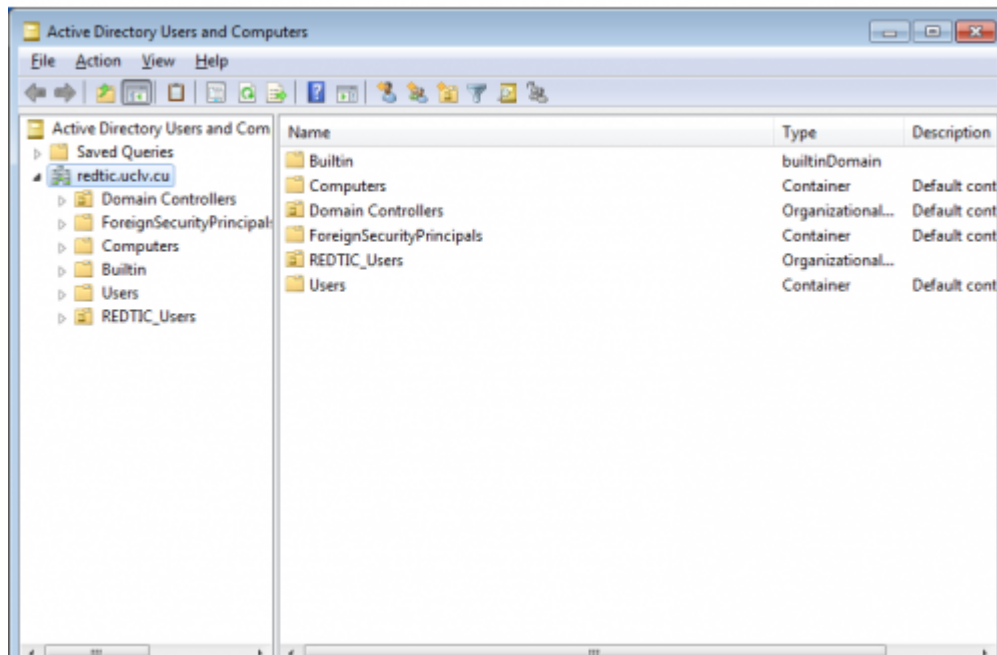 Active Directory Users and Computers
File Action View Help
Active Directory Users and Com
Saved Queries
redtic.uclv.cu
Domain Controllers
ForeignSecurityPrincipals
Computers
Builtin
Users
REDTIC_Users
Name Type Description
Builtin builtinDomain
Computers Container Default cont
Domain Controllers Organizational... Default cont
ForeignSecurityPrincipals Container Default cont
REDTIC_Users Organizational...
Users Container Default cont